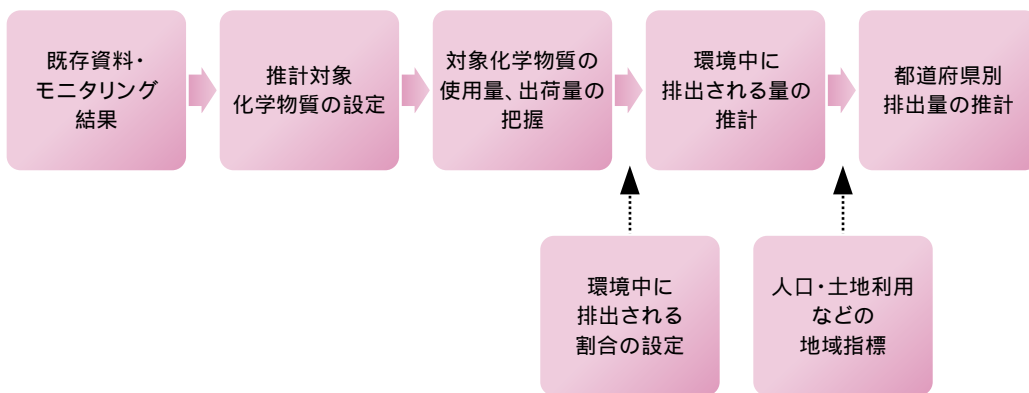 既存資料・
モニタリング
結果
推計対象
化学物質の設定
対象化学物質の
使用量、出荷量の
把握
環境中に
排出される量の
推計
都道府県別
排出量の推計
環境中に
排出される
割合の設定
人口・土地利用
などの
地域指標